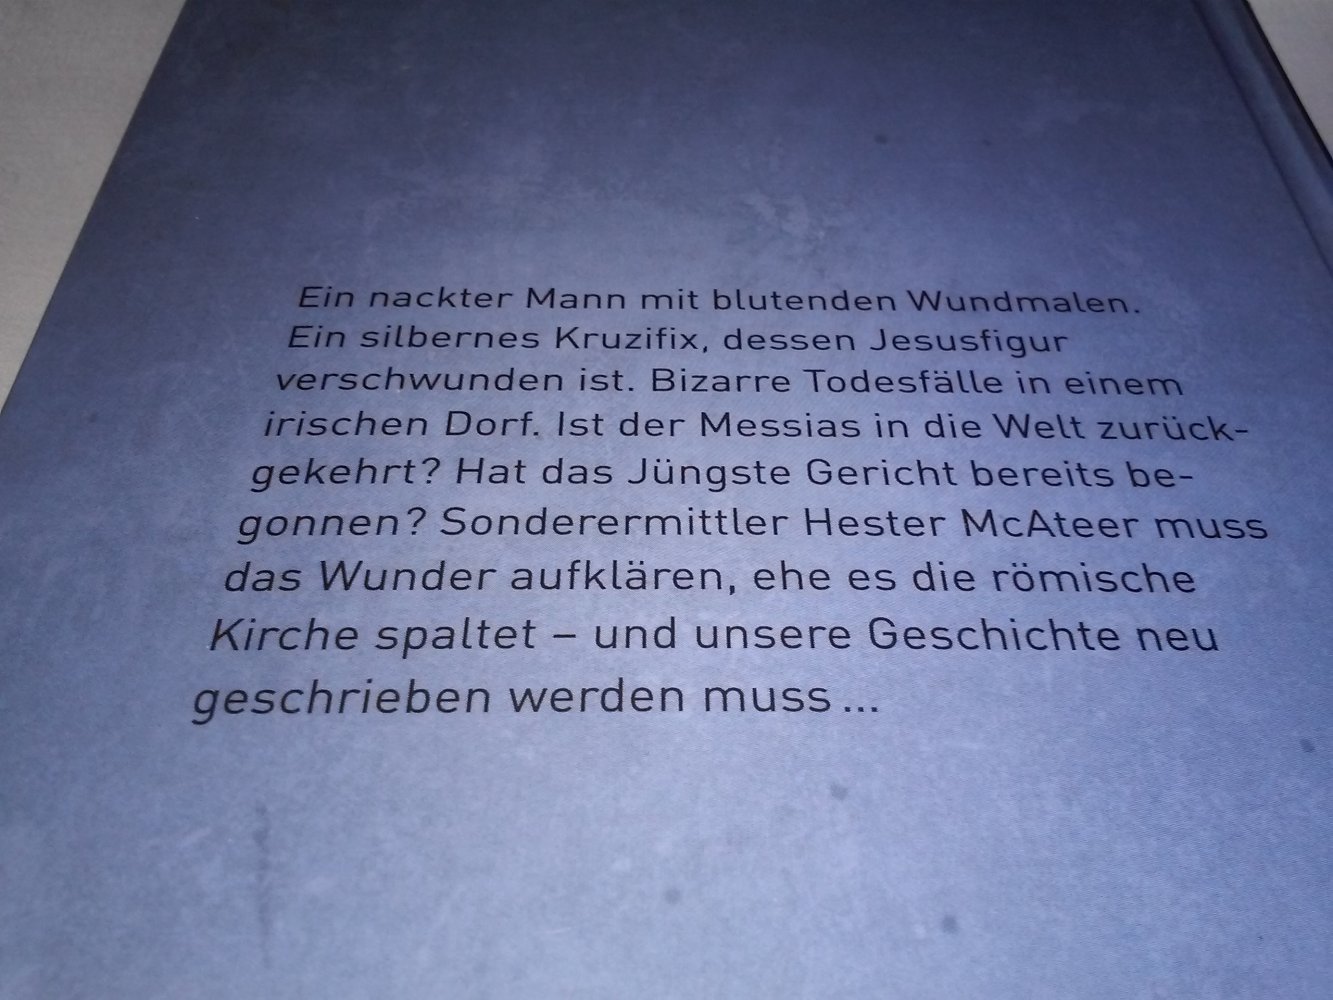 Ein nackter Mann mit blutenden Wundmalen.
Ein silbernes Kruzifix, dessen Jesusfigur
verschwunden ist. Bizarre Todesfälle in einem
irischen Dorf. Ist der Messias in die Welt zurück-
gekehrt? Hat das Jüngste Gericht bereits be-
gonnen? Sonderermittler Hester McAteer muss
das Wunder aufklären, ehe es die römische
Kirche spaltet – und unsere Geschichte neu
geschrieben werden muss ...